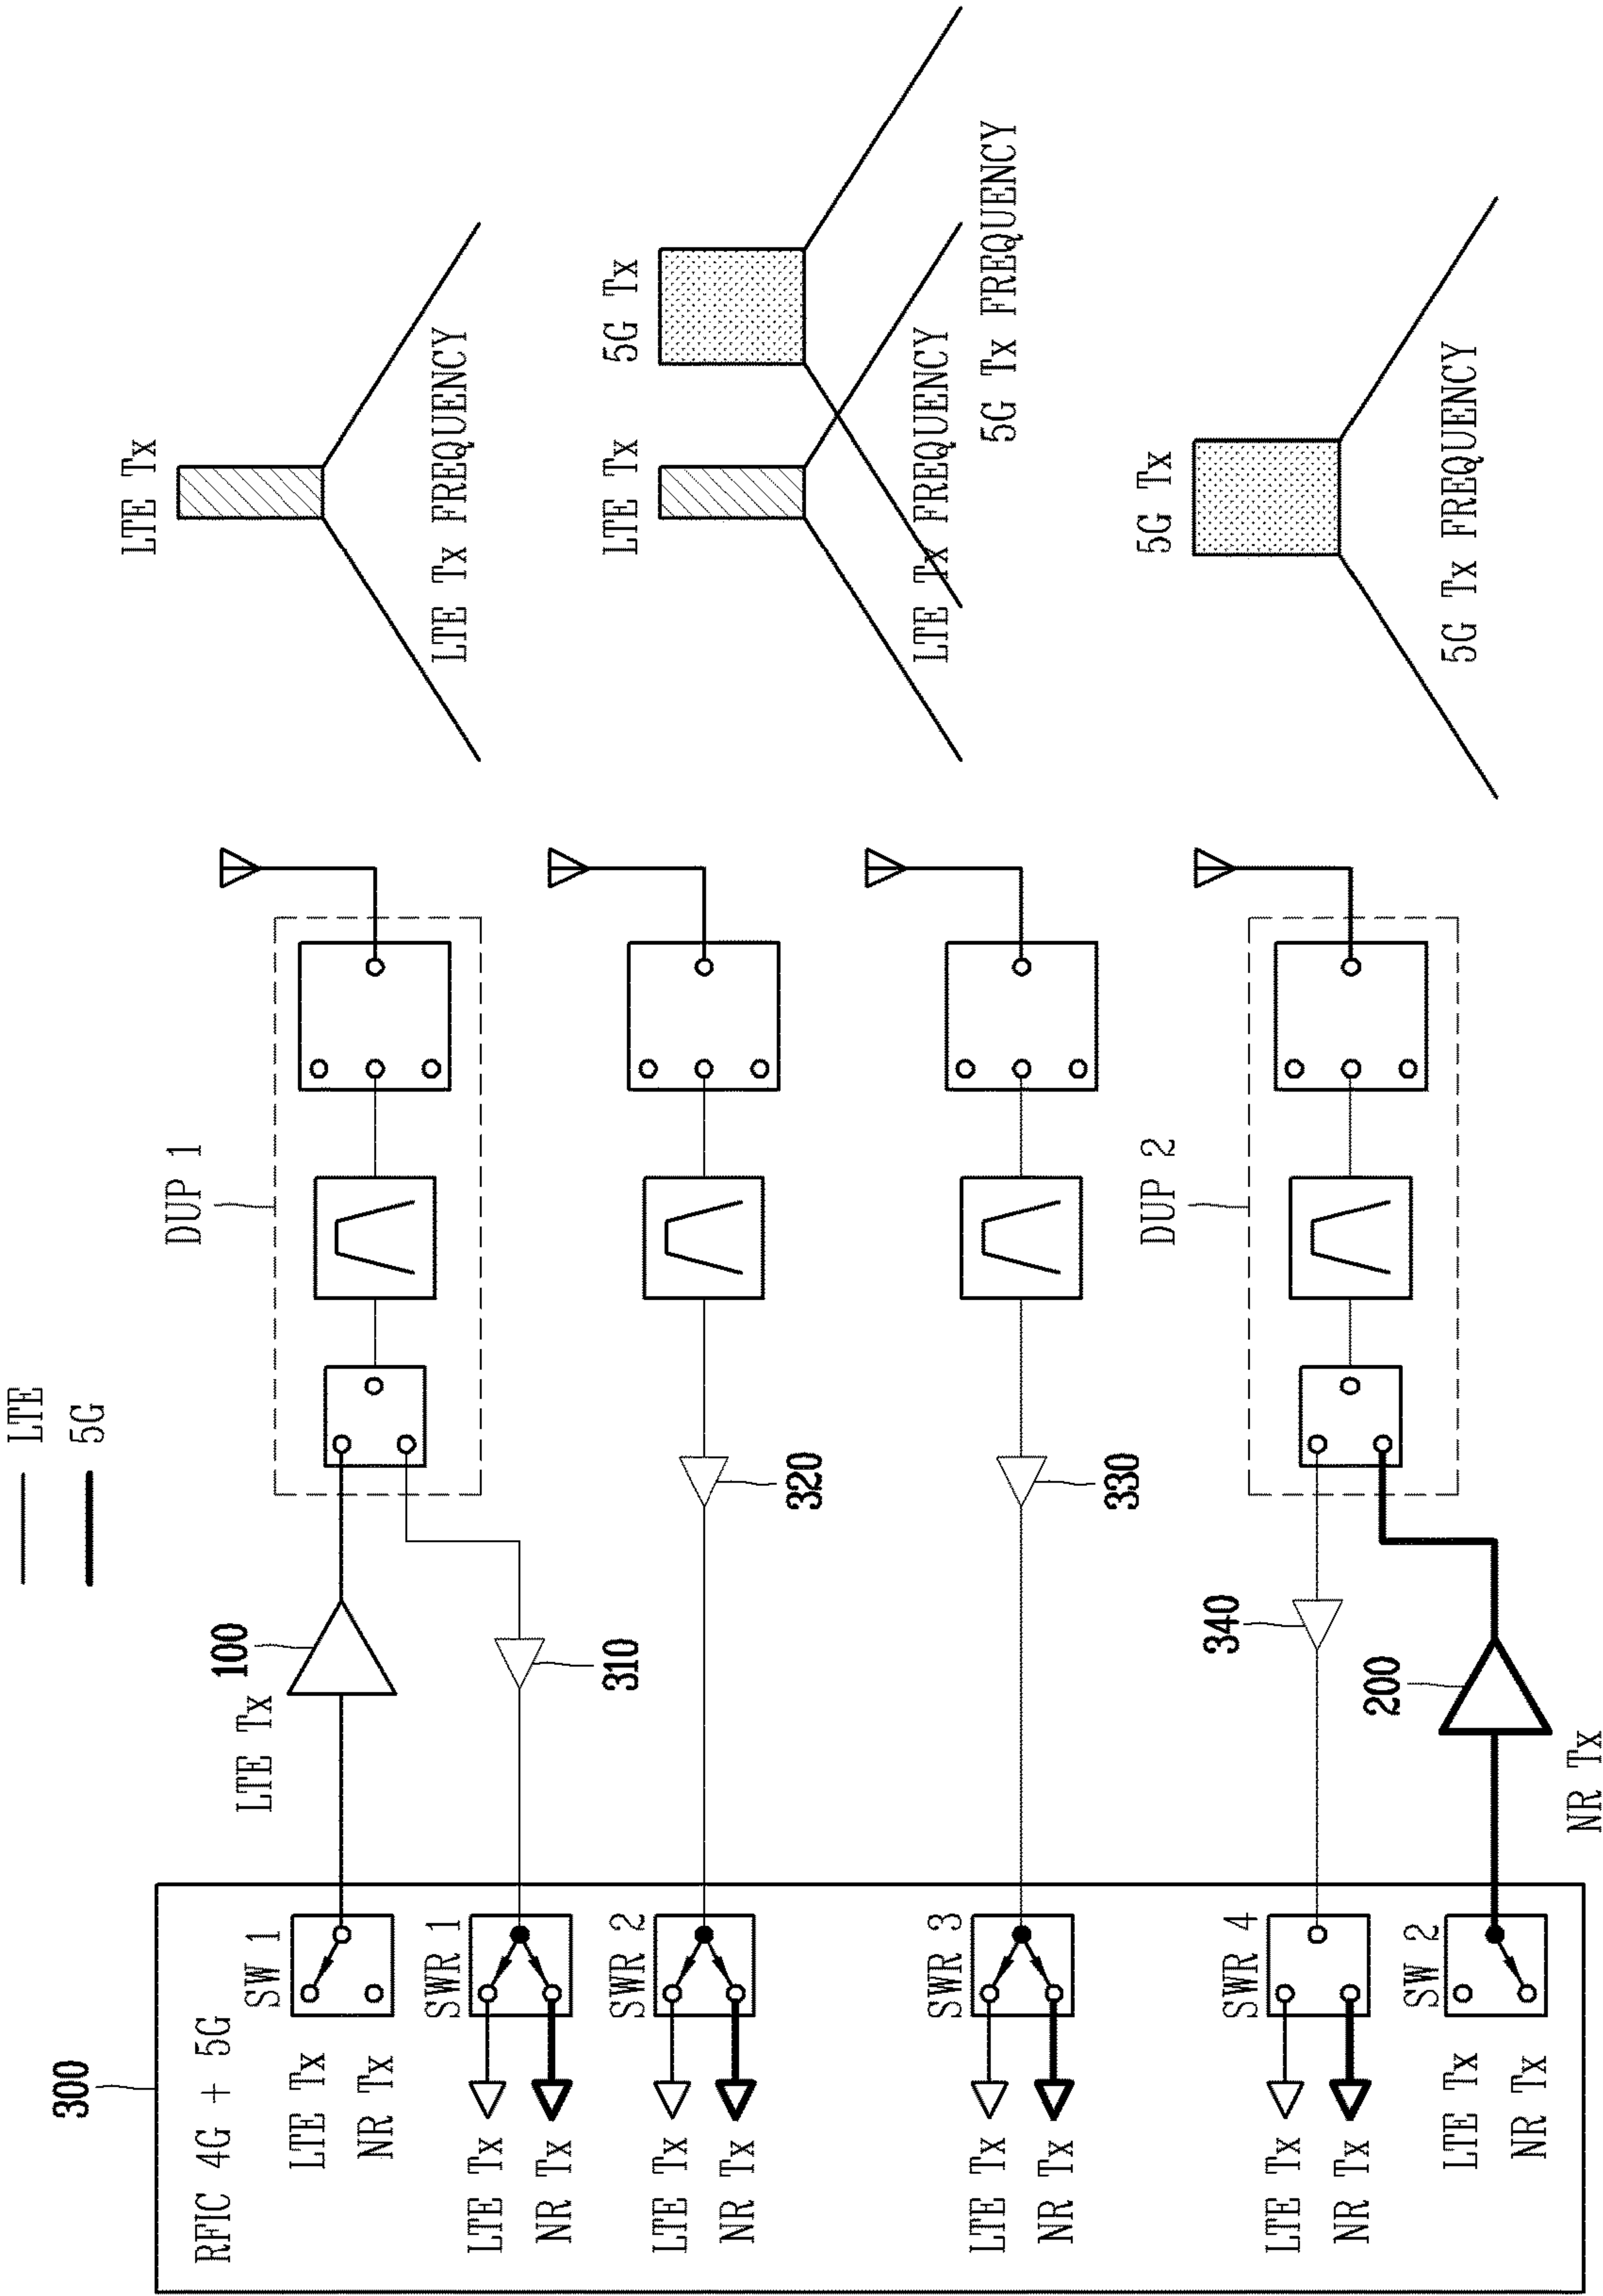 LTE
5G
300
RFIC 4G + 5G
LTE Tx
NR Tx
SW 1
LTE Tx
100
DUP 1
LTE Tx
LTE Tx FREQUENCY
LTE Tx
NR Tx
SWR 1
310
LTE Tx
NR Tx
SWR 2
320
LTE Tx
5G Tx
LTE Tx FREQUENCY
5G Tx FREQUENCY
LTE Tx
NR Tx
SWR 3
330
LTE Tx
NR Tx
SWR 4
340
DUP 2
5G Tx
5G Tx FREQUENCY
LTE Tx
NR Tx
SW 2
200
NR Tx